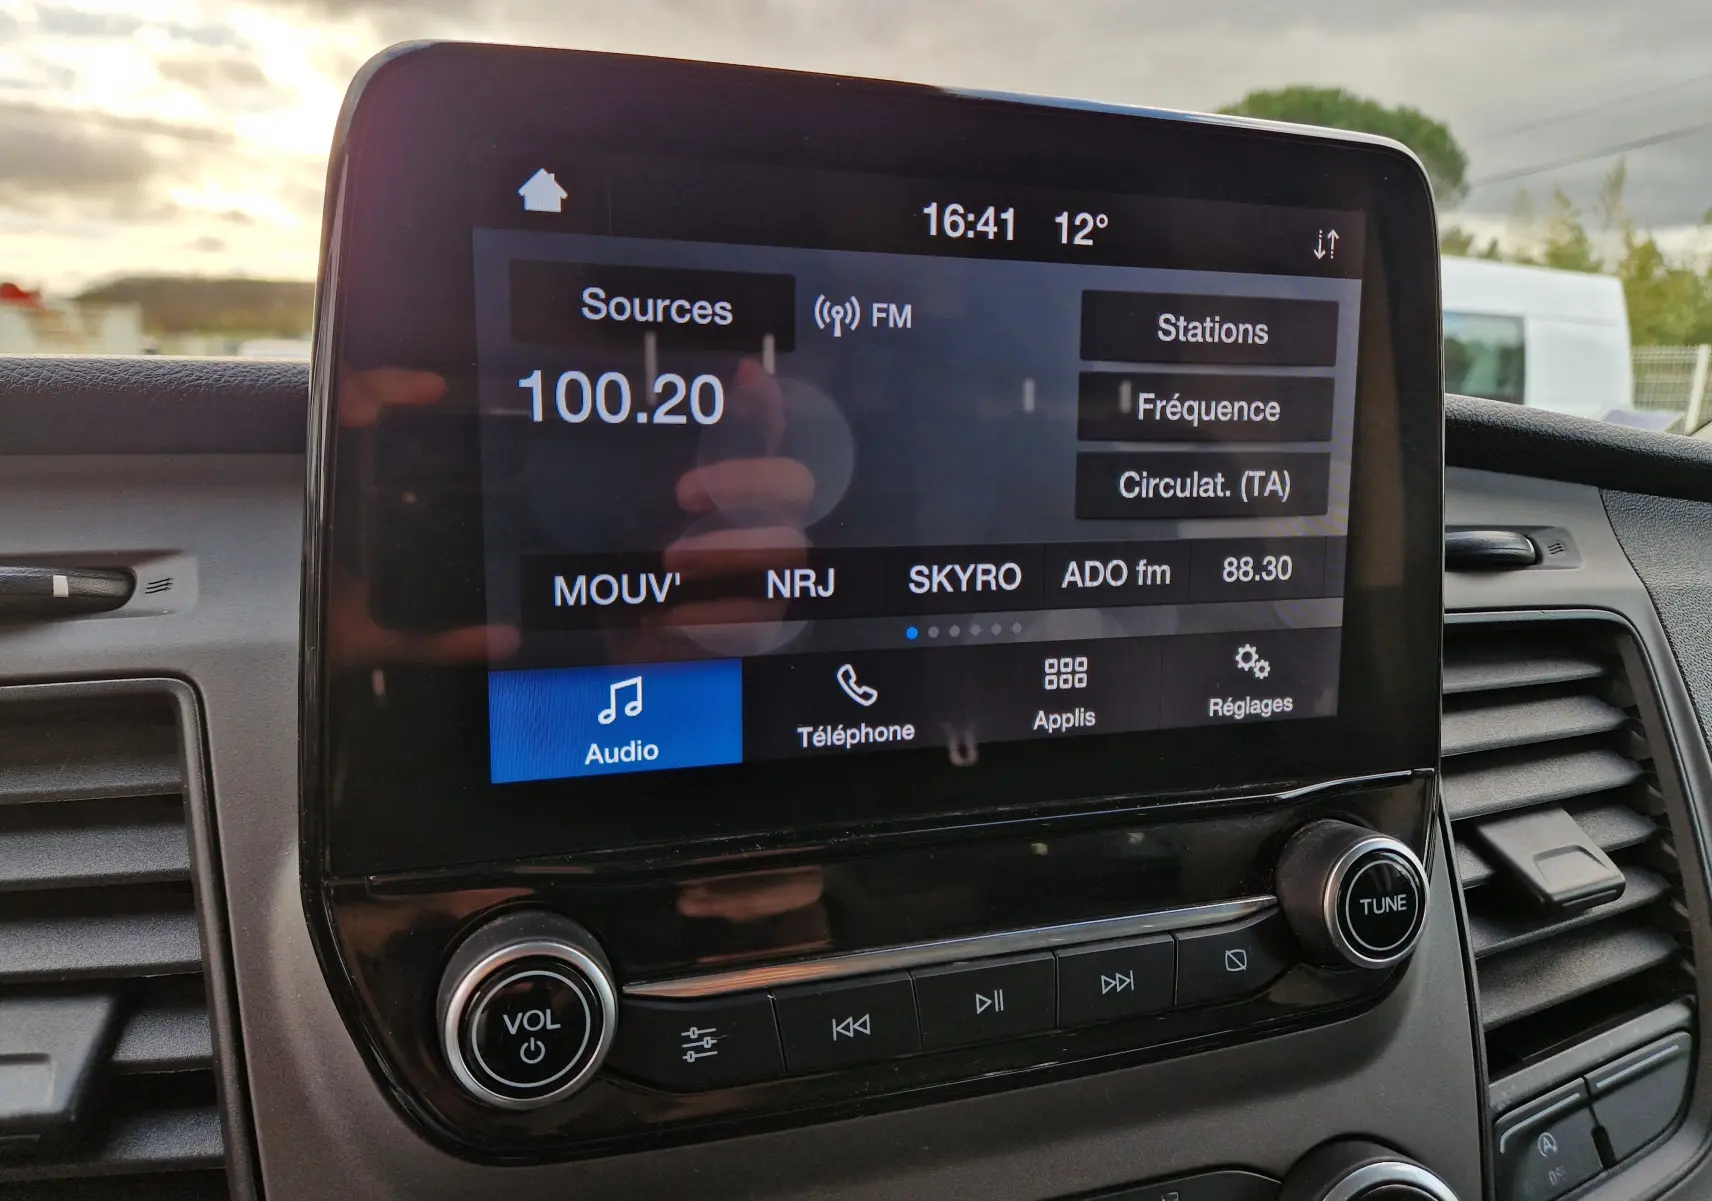 16:41 12°
Sources FM
Stations
100.20
Fréquence
Circulat. (TA)
MOUV' NRJ SKYRO ADO fm 88.30
Audio Téléphone Applis Réglages
TUNE
VOL
A
OFF